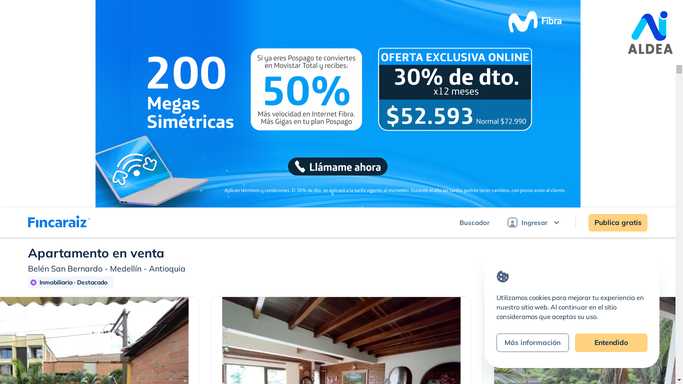 Fibra
ALDEA
200
Megas
Simétricas
Si ya eres Pospago te conviertes
en Movistar Total y recibes:
50%
Más velocidad en Internet Fibra.
Más Gigas en tu plan Pospago
OFERTA EXCLUSIVA ONLINE
30% de dto.
x12 meses
$52.593 Normal $72.990
Llámame ahora
Fincaraíz
Buscador
Ingresar
Publica gratis
Apartamento en venta
Belén San Bernardo - Medellín - Antioquia
Inmobiliaria · Destacado
Utilizamos cookies para mejorar tu experiencia en
nuestro sitio web. Al continuar en el sitio
consideramos que aceptas su uso.
Más información
Entendido